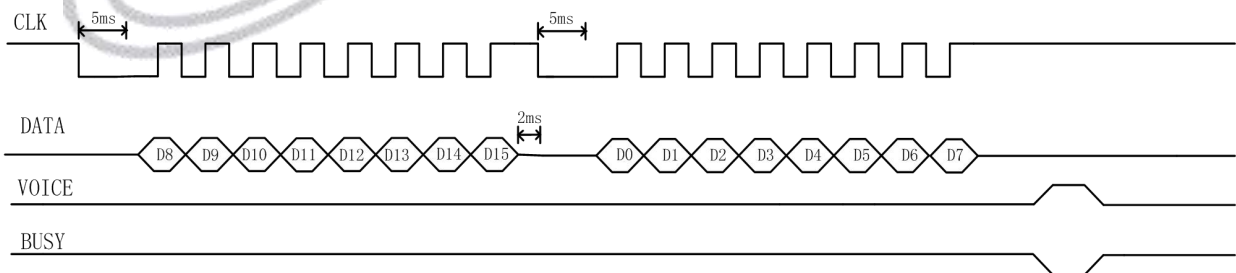 CLK 5ms 5ms
DATA 2ms
D8 D9 D10 D11 D12 D13 D14 D15 D0 D1 D2 D3 D4 D5 D6 D7
VOICE
BUSY